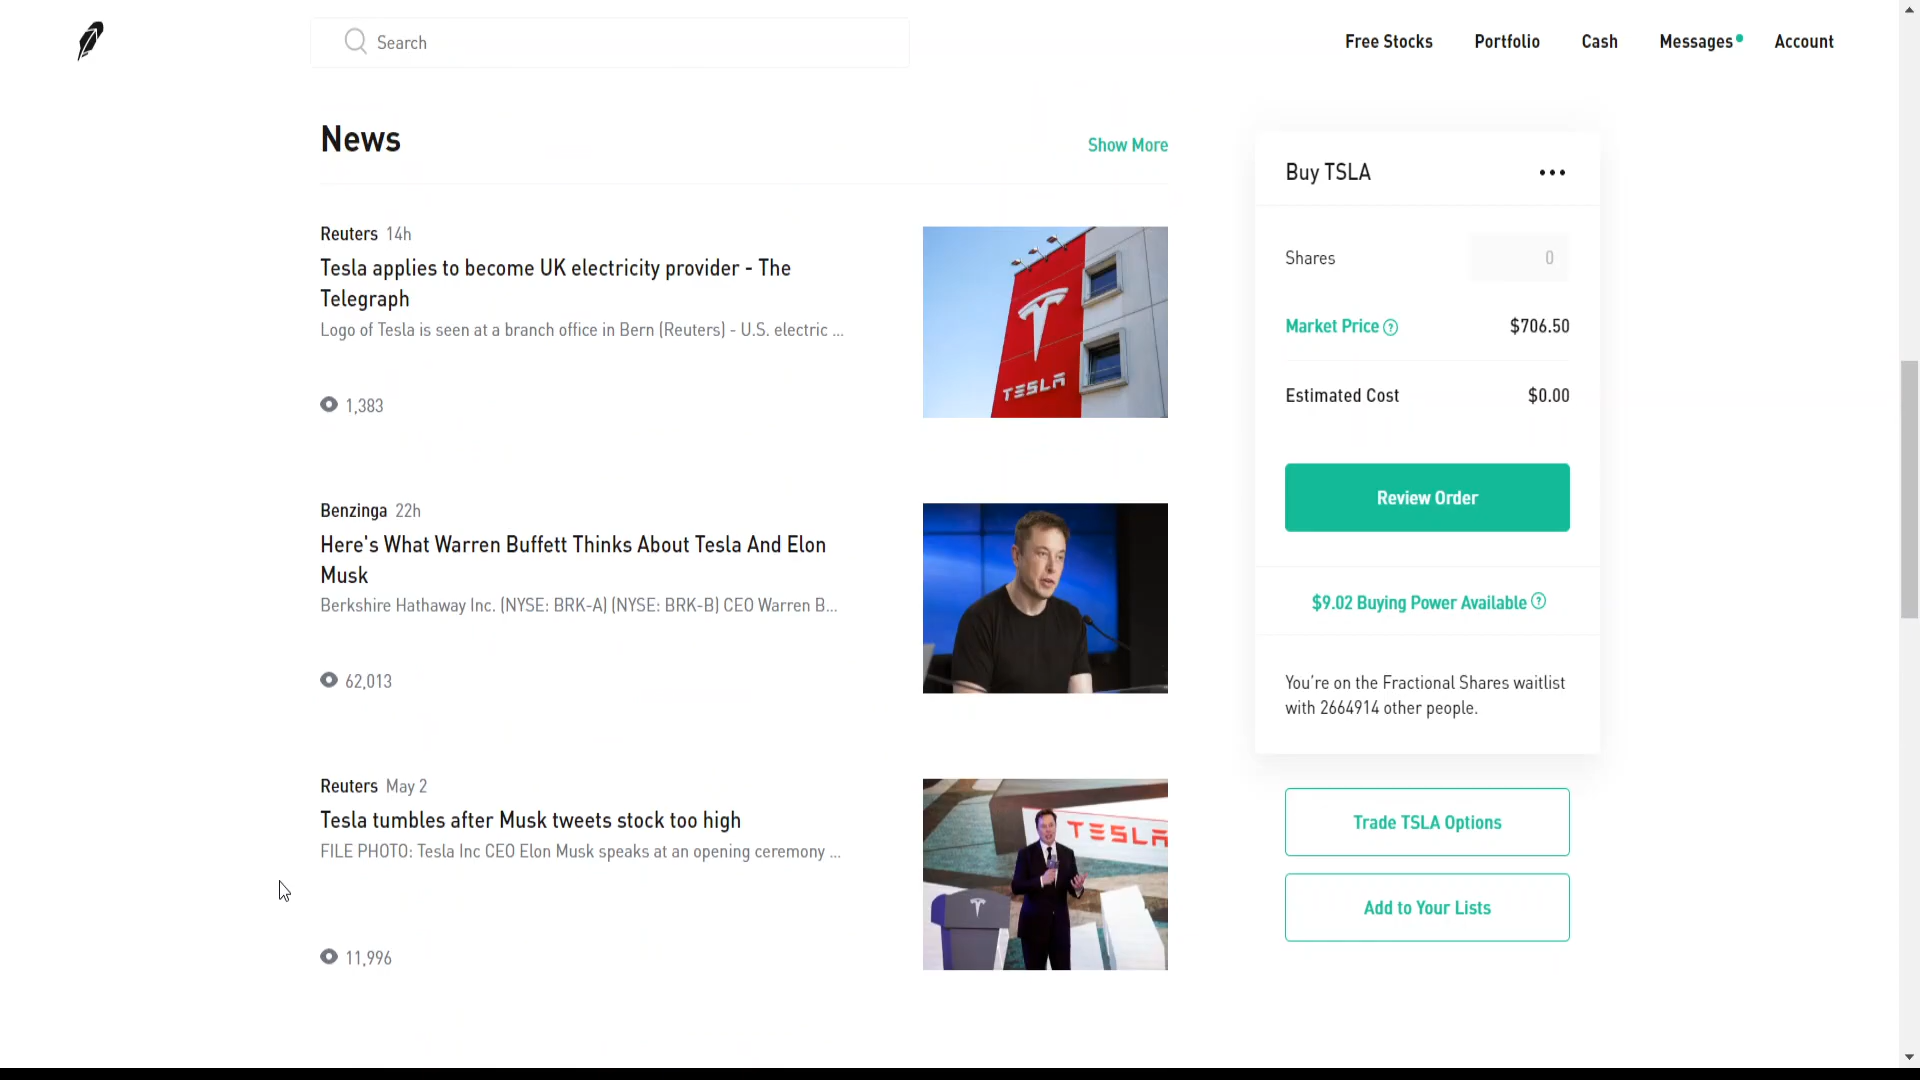 Search
Free Stocks
Portfolio
Cash
Messages
Account
News
Show More
Reuters 14h
Tesla applies to become UK electricity provider - The
Telegraph
Logo of Tesla is seen at a branch office in Bern (Reuters) - U.S. electric ...
1,383
TESLA
Benzinga 22h
Here's What Warren Buffett Thinks About Tesla And Elon
Musk
Berkshire Hathaway Inc. (NYSE: BRK-A) (NYSE: BRK-B) CEO Warren B...
62,013
Reuters May 2
Tesla tumbles after Musk tweets stock too high
FILE PHOTO: Tesla Inc CEO Elon Musk speaks at an opening ceremony ...
11,996
TESLA
Buy TSLA
Shares 0
Market Price ? $706.50
Estimated Cost $0.00
Review Order
$9.02 Buying Power Available ?
You're on the Fractional Shares waitlist
with 2664914 other people.
Trade TSLA Options
Add to Your Lists